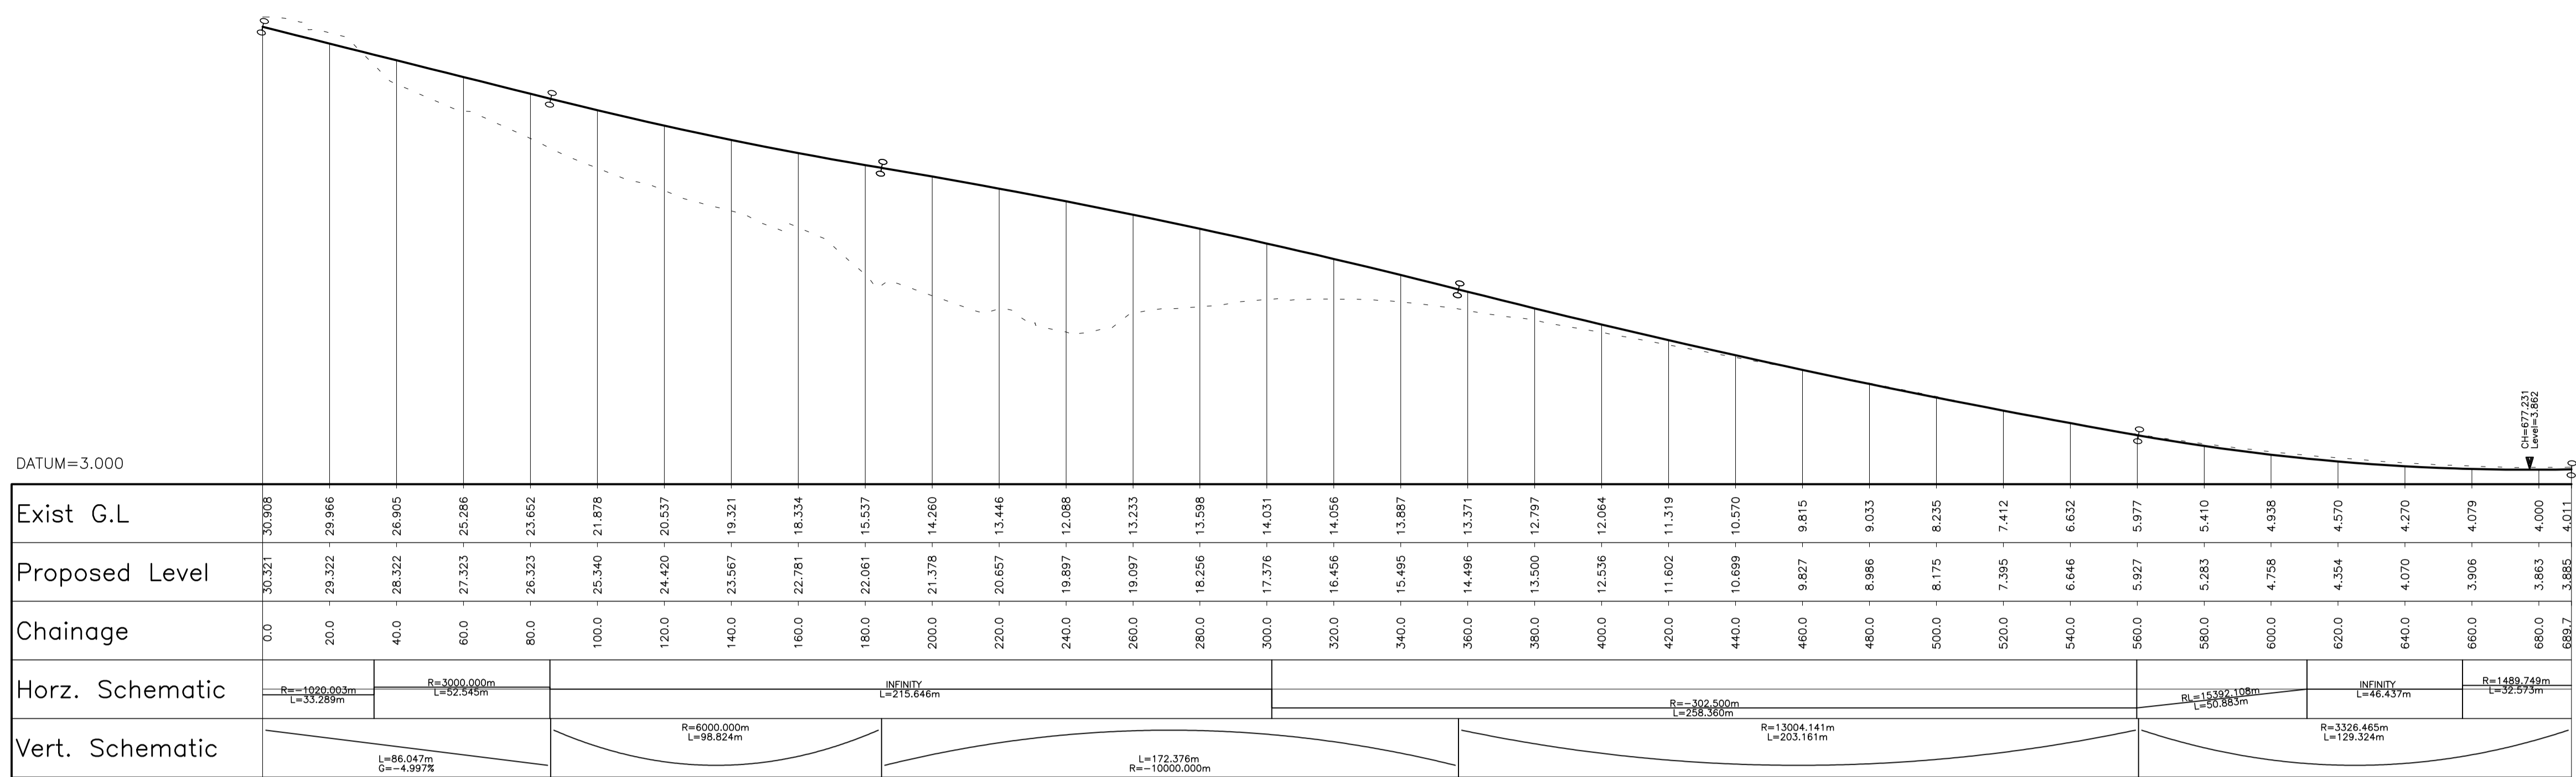 CH=677.231
Level=3.862
DATUM=3.000
Exist G.L 30.908 29.966 26.905 25.286 23.652 21.878 20.537 19.321 18.334 15.537 14.260 13.446 12.088 13.233 13.598 14.031 14.056 13.887 13.371 12.797 12.064 11.319 10.570 9.815 9.033 8.235 7.412 6.632 5.977 5.410 4.938 4.570 4.270 4.079 4.000 4.011
Proposed Level 30.321 29.322 28.322 27.323 26.323 25.340 24.420 23.567 22.781 22.061 21.378 20.657 19.897 19.097 18.256 17.376 16.456 15.495 14.496 13.500 12.536 11.602 10.699 9.827 8.986 8.175 7.395 6.646 5.927 5.283 4.758 4.354 4.070 3.906 3.863 3.885
Chainage 0.0 20.0 40.0 60.0 80.0 100.0 120.0 140.0 160.0 180.0 200.0 220.0 240.0 260.0 280.0 300.0 320.0 340.0 360.0 380.0 400.0 420.0 440.0 460.0 480.0 500.0 520.0 540.0 560.0 580.0 600.0 620.0 640.0 660.0 680.0 689.7
Horz. Schematic
R=-1020.003m
L=33.289m
R=3000.000m
L=52.545m
INFINITY
L=215.646m
R=-302.500m
L=258.360m
RL=15392.108m
L=50.883m
INFINITY
L=46.437m
R=1489.749m
L=32.573m
Vert. Schematic
L=86.047m
G=-4.997%
R=6000.000m
L=98.824m
L=172.376m
R=-10000.000m
R=13004.141m
L=203.161m
R=3326.465m
L=129.324m